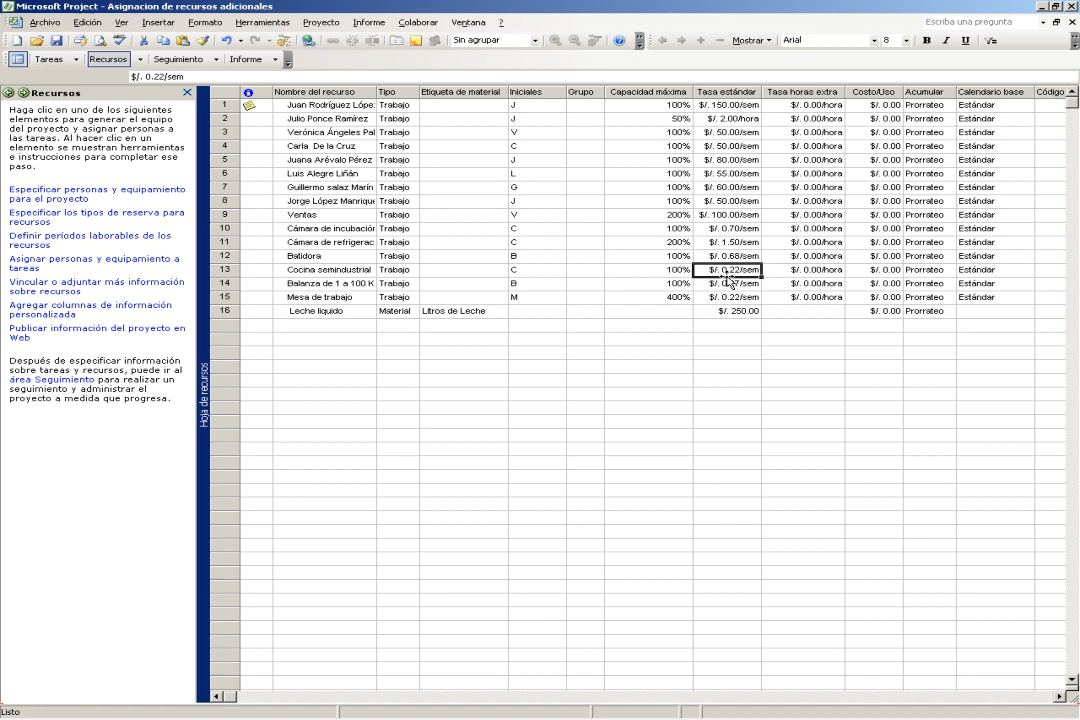 Microsoft Project - Asignacion de recursos adicionales
Archivo Edición Ver Insertar Formato Herramientas Proyecto Informe Colaborar Ventana ? Escriba una pregunta
Sin agrupar Mostrar Arial 8 N K S
Tareas Recursos Seguimiento Informe
$/. 0.22/sem
Recursos
Haga clic en uno de los siguientes
elementos para generar el equipo
del proyecto y asignar personas a
las tareas. Al hacer clic en un
elemento se muestran herramientas
e instrucciones para completar ese
paso.
Especificar personas y equipamiento
para el proyecto
Especificar los tipos de reserva para
recursos
Definir períodos laborables de los
recursos
Asignar personas y equipamiento a
tareas
Vincular o adjuntar más información
sobre recursos
Agregar columnas de información
personalizada
Publicar información del proyecto en
Web
Después de especificar información
sobre tareas y recursos, puede ir al
área Seguimiento para realizar un
seguimiento y administrar el
proyecto a medida que progresa.
Hoja de recursos
Nombre del recurso Tipo Etiqueta de material Iniciales Grupo Capacidad máxima Tasa estándar Tasa horas extra Costo/Uso Acumular Calendario base Código
1 Juan Rodríguez Lópe Trabajo J 100% $/. 150.00/sem $/. 0.00/hora $/. 0.00 Prorrateo Estándar
2 Julio Ponce Ramírez Trabajo J 50% $/. 2.00/hora $/. 0.00/hora $/. 0.00 Prorrateo Estándar
3 Verónica Ángeles Pal Trabajo V 100% $/. 50.00/sem $/. 0.00/hora $/. 0.00 Prorrateo Estándar
4 Carla De la Cruz Trabajo C 100% $/. 50.00/sem $/. 0.00/hora $/. 0.00 Prorrateo Estándar
5 Juana Arévalo Pérez Trabajo J 100% $/. 80.00/sem $/. 0.00/hora $/. 0.00 Prorrateo Estándar
6 Luis Alegre Liñán Trabajo L 100% $/. 55.00/sem $/. 0.00/hora $/. 0.00 Prorrateo Estándar
7 Guillermo salaz Marín Trabajo G 100% $/. 60.00/sem $/. 0.00/hora $/. 0.00 Prorrateo Estándar
8 Jorge López Manrique Trabajo J 100% $/. 50.00/sem $/. 0.00/hora $/. 0.00 Prorrateo Estándar
9 Ventas Trabajo V 200% $/. 100.00/sem $/. 0.00/hora $/. 0.00 Prorrateo Estándar
10 Cámara de incubación Trabajo C 100% $/. 0.70/sem $/. 0.00/hora $/. 0.00 Prorrateo Estándar
11 Cámara de refrigerac Trabajo C 200% $/. 1.50/sem $/. 0.00/hora $/. 0.00 Prorrateo Estándar
12 Batidora Trabajo B 100% $/. 0.68/sem $/. 0.00/hora $/. 0.00 Prorrateo Estándar
13 Cocina semindustrial Trabajo C 100% $/. 0.22/sem $/. 0.00/hora $/. 0.00 Prorrateo Estándar
14 Balanza de 1 a 100 K Trabajo B 100% $/. 0.00/hora $/. 0.00 Prorrateo Estándar
15 Mesa de trabajo Trabajo M 400% $/. 0.22/sem $/. 0.00/hora $/. 0.00 Prorrateo Estándar
16 Leche liquido Material Litros de Leche $/. 250.00 $/. 0.00 Prorrateo
Listo